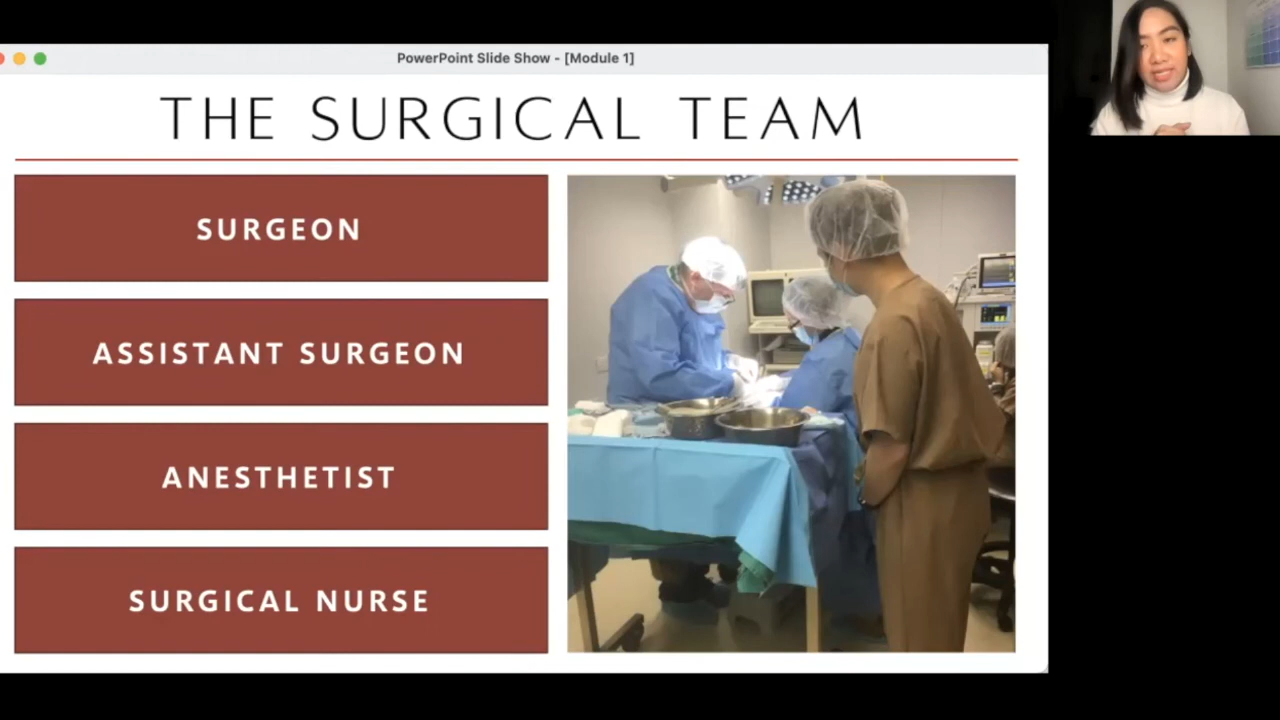 PowerPoint Slide Show - [Module 1]
THE SURGICAL TEAM
SURGEON
ASSISTANT SURGEON
ANESTHETIST
SURGICAL NURSE